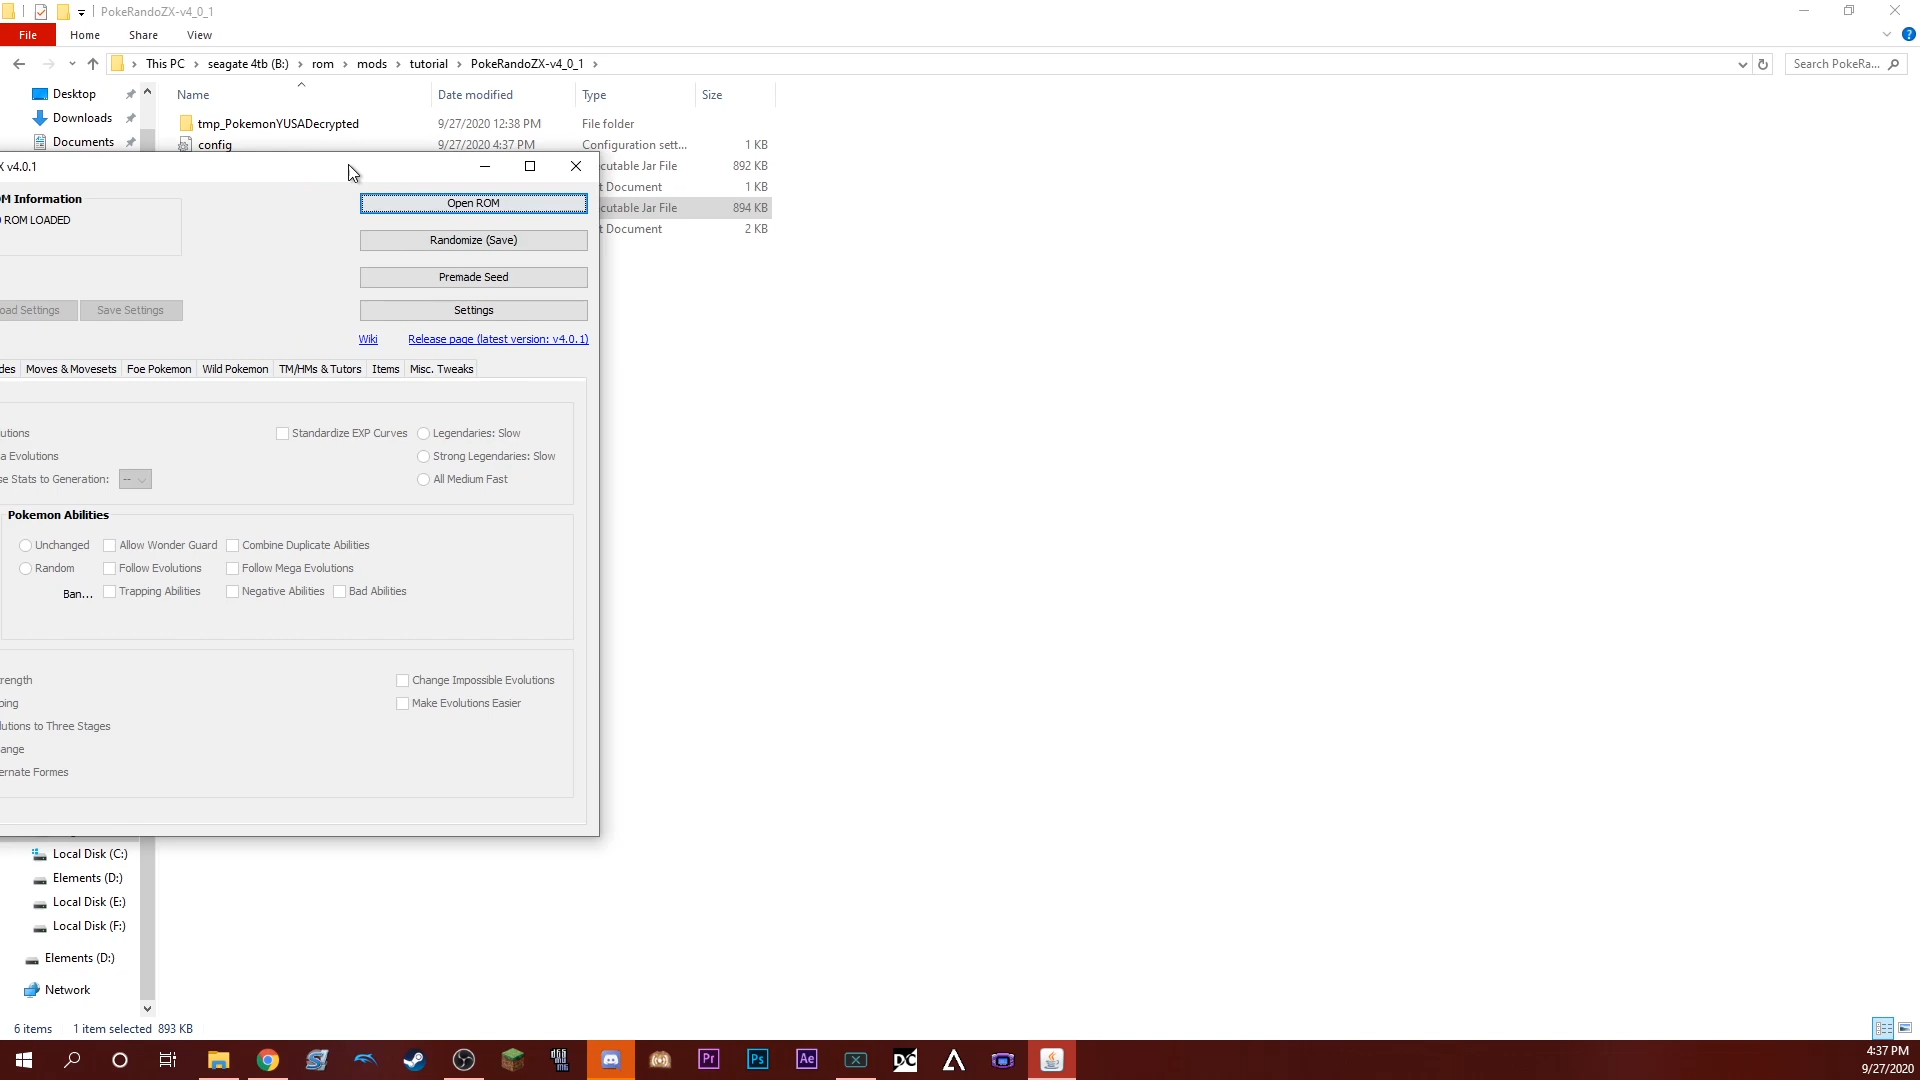 PokeRandoZX-v4_0_1
File Home Share View
This PC seagate 4tb (B:) rom mods tutorial PokeRandoZX-v4_0_1
Search PokeRa...
Desktop
Downloads
Documents
Name Date modified Type Size
tmp_PokemonYUSADecrypted 9/27/2020 12:38 PM File folder
config 9/27/2020 4:37 PM Configuration sett... 1 KB
cutable Jar File 892 KB
t Document 1 KB
cutable Jar File 894 KB
t Document 2 KB
X v4.0.1
M Information
ROM LOADED
Open ROM
Randomize (Save)
Premade Seed
Settings
oad Settings Save Settings
Wiki Release page (latest version: v4.0.1)
des Moves & Movesets Foe Pokemon Wild Pokemon TM/HMs & Tutors Items Misc. Tweaks
utions Standardize EXP Curves Legendaries: Slow
a Evolutions Strong Legendaries: Slow
se Stats to Generation: -- All Medium Fast
Pokemon Abilities
Unchanged Allow Wonder Guard Combine Duplicate Abilities
Random Follow Evolutions Follow Mega Evolutions
Ban... Trapping Abilities Negative Abilities Bad Abilities
rength Change Impossible Evolutions
ping Make Evolutions Easier
lutions to Three Stages
ange
ernate Formes
Local Disk (C:)
Elements (D:)
Local Disk (E:)
Local Disk (F:)
Elements (D:)
Network
6 items 1 item selected 893 KB
Pr Ps Ae DC
4:37 PM
9/27/2020